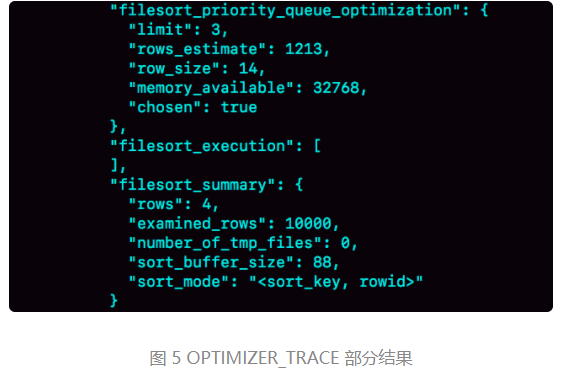 "filesort_priority_queue_optimization": {
"limit": 3,
"rows_estimate": 1213,
"row_size": 14,
"memory_available": 32768,
"chosen": true
},
"filesort_execution": [
],
"filesort_summary": {
"rows": 4,
"examined_rows": 10000,
"number_of_tmp_files": 0,
"sort_buffer_size": 88,
"sort_mode": "<sort_key, rowid>"
}
图 5 OPTIMIZER_TRACE 部分结果